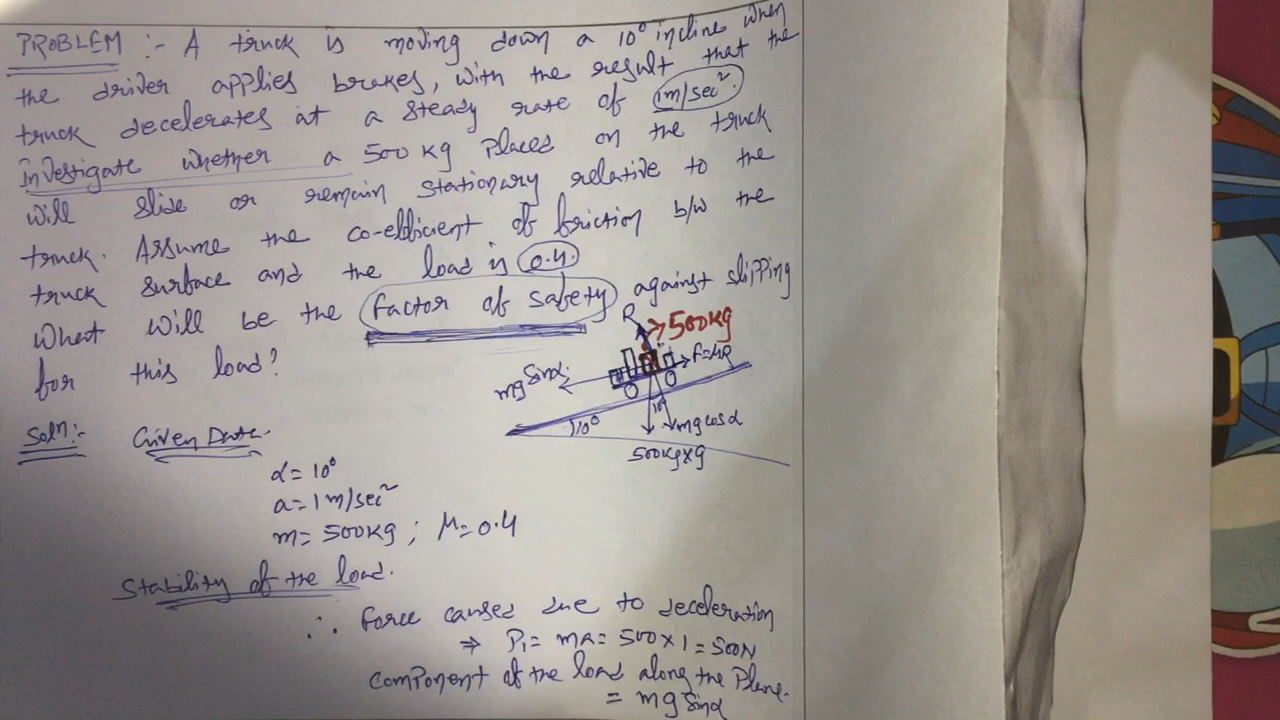 PROBLEM :- A truck is moving down a 10° incline when
the driver applies brakes, with the result that the
truck decelerates at a steady rate of 1m/sec²
investigate whether a 500 kg places on the truck
will slide or remain stationary relative to the
truck. Assume the co-efficient of friction b/w the
truck surface and the load is 0.4.
What will be the factor of safety against slipping
for this load?
R
500kg
F=μR
mg sinα
10°
10°
mg cosα
500kg×g
Soln:- Given Data-
α=10°
a=1m/sec²
m=500kg ; μ=0.4
Stability of the load.
∴ force caused due to deceleration
⇒ P₁= ma= 500×1=500N
component of the load along the Plane.
= mg sinα